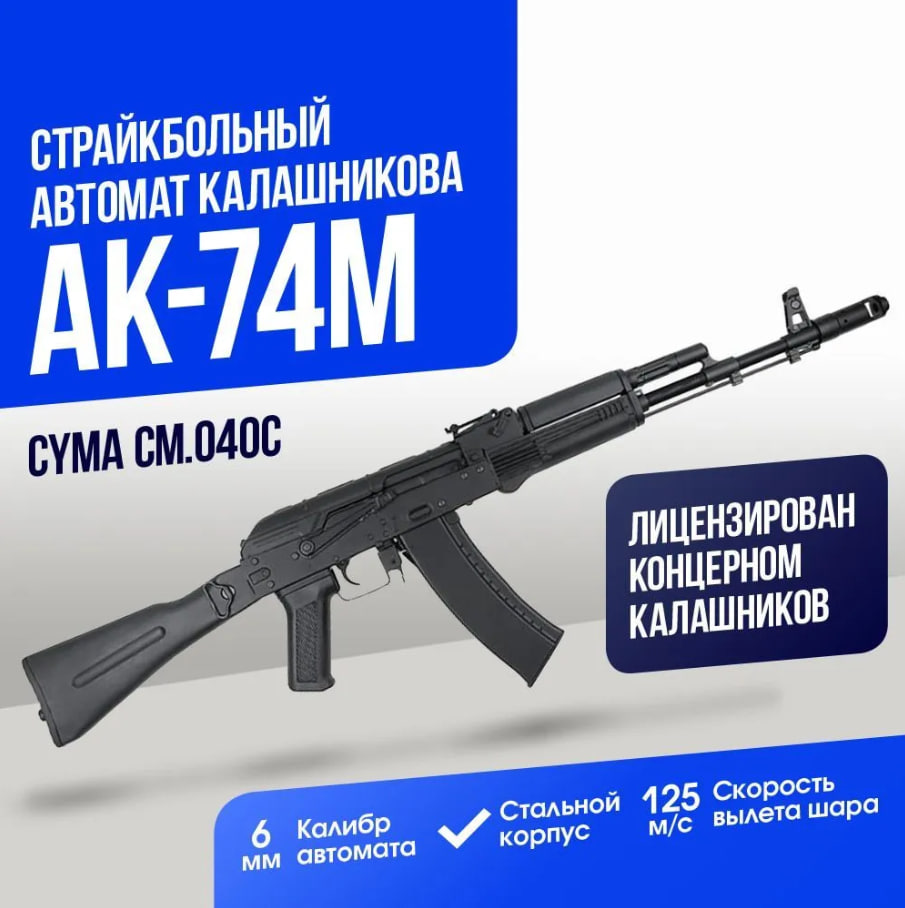 СТРАЙКБОЛЬНЫЙ
АВТОМАТ КАЛАШНИКОВА
АК-74М
CYMA CM.040C
ЛИЦЕНЗИРОВАН
КОНЦЕРНОМ
КАЛАШНИКОВ
6
мм
Калибр
автомата
Стальной
корпус
125
м/с
Скорость
вылета шара